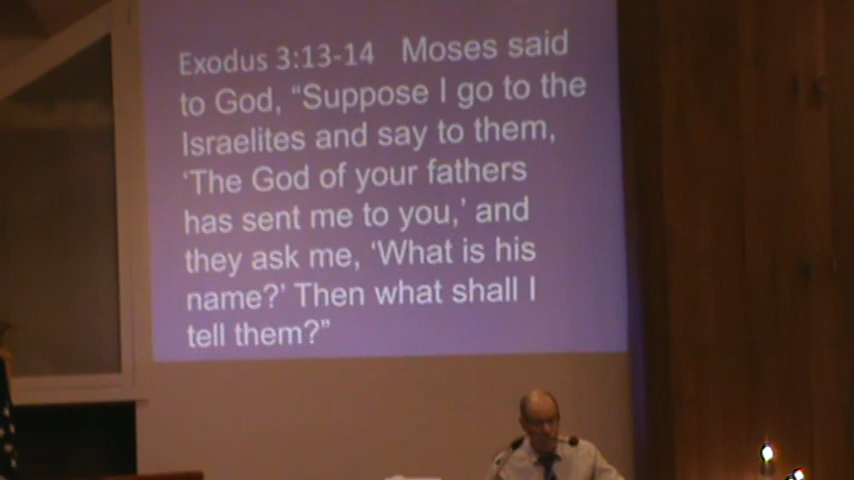 Exodus 3:13-14 Moses said
to God, “Suppose I go to the
Israelites and say to them,
‘The God of your fathers
has sent me to you,’ and
they ask me, ‘What is his
name?’ Then what shall I
tell them?”